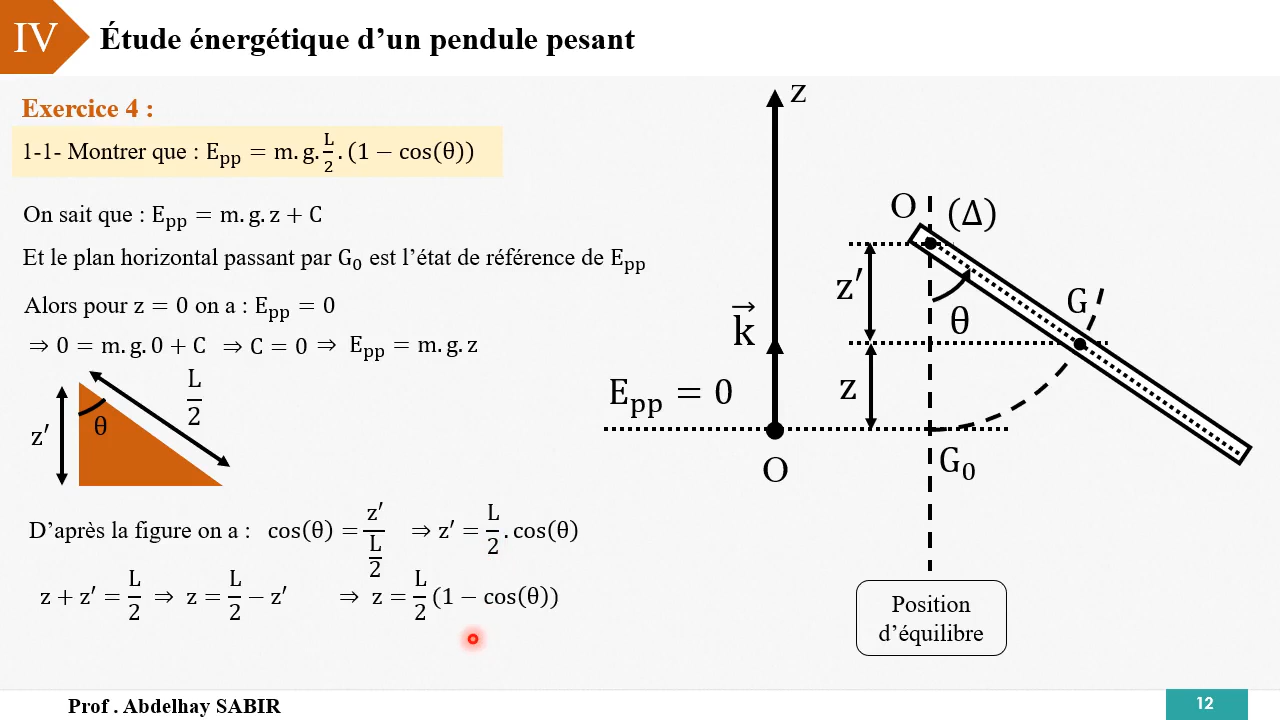 IV
Étude énergétique d’un pendule pesant
Exercice 4 :
1-1- Montrer que : Epp = m. g. L/2 . (1 − cos(θ))
On sait que : Epp = m. g. z + C
Et le plan horizontal passant par G₀ est l’état de référence de Epp
Alors pour z = 0 on a : Epp = 0
⇒ 0 = m. g. 0 + C ⇒ C = 0 ⇒ Epp = m. g. z
L/2
z′
θ
D’après la figure on a : cos(θ) = z′/(L/2) ⇒ z′ = L/2 . cos(θ)
z + z′ = L/2 ⇒ z = L/2 − z′ ⇒ z = L/2 (1 − cos(θ))
z
O
(Δ)
z′
θ
G
k⃗
z
Epp = 0
O
G₀
Position
d’équilibre
Prof . Abdelhay SABIR
12